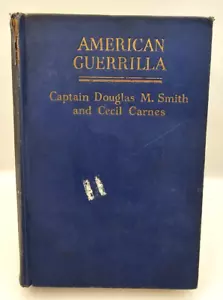 AMERICAN
GUERRILLA
Captain Douglas M. Smith
and Cecil Carnes